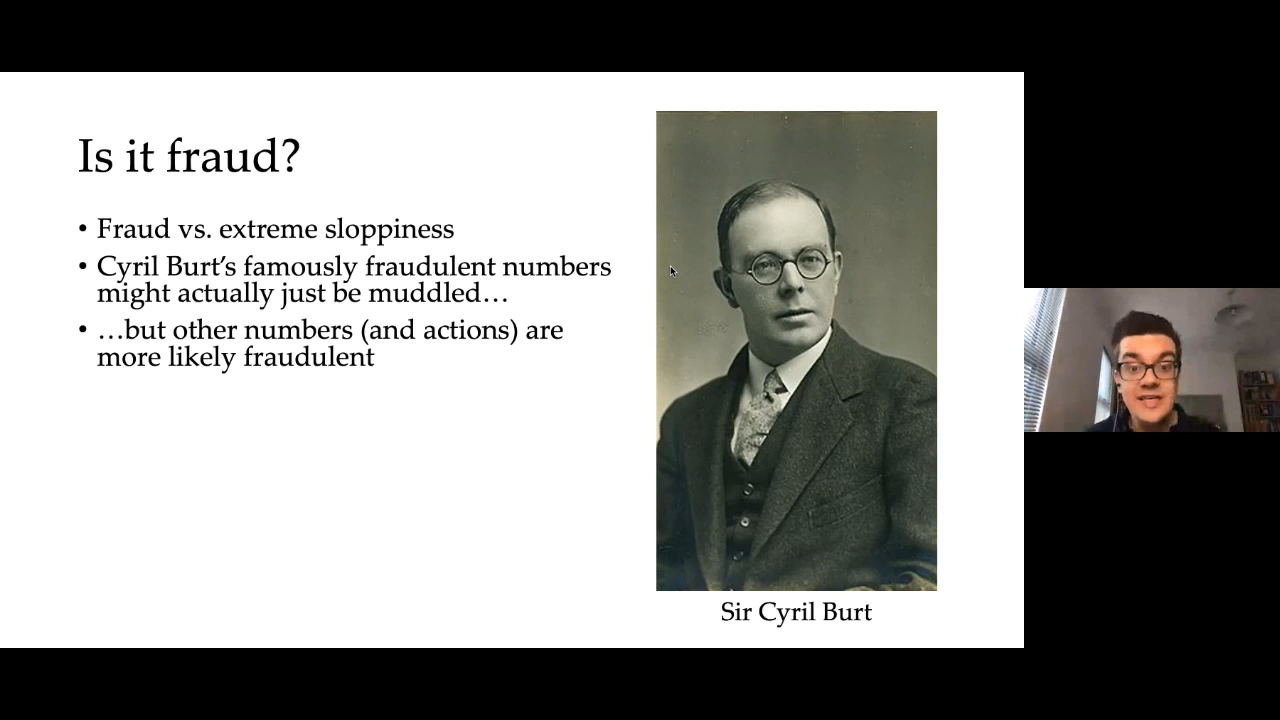 Is it fraud?
• Fraud vs. extreme sloppiness
• Cyril Burt’s famously fraudulent numbers
might actually just be muddled…
• …but other numbers (and actions) are
more likely fraudulent
Sir Cyril Burt